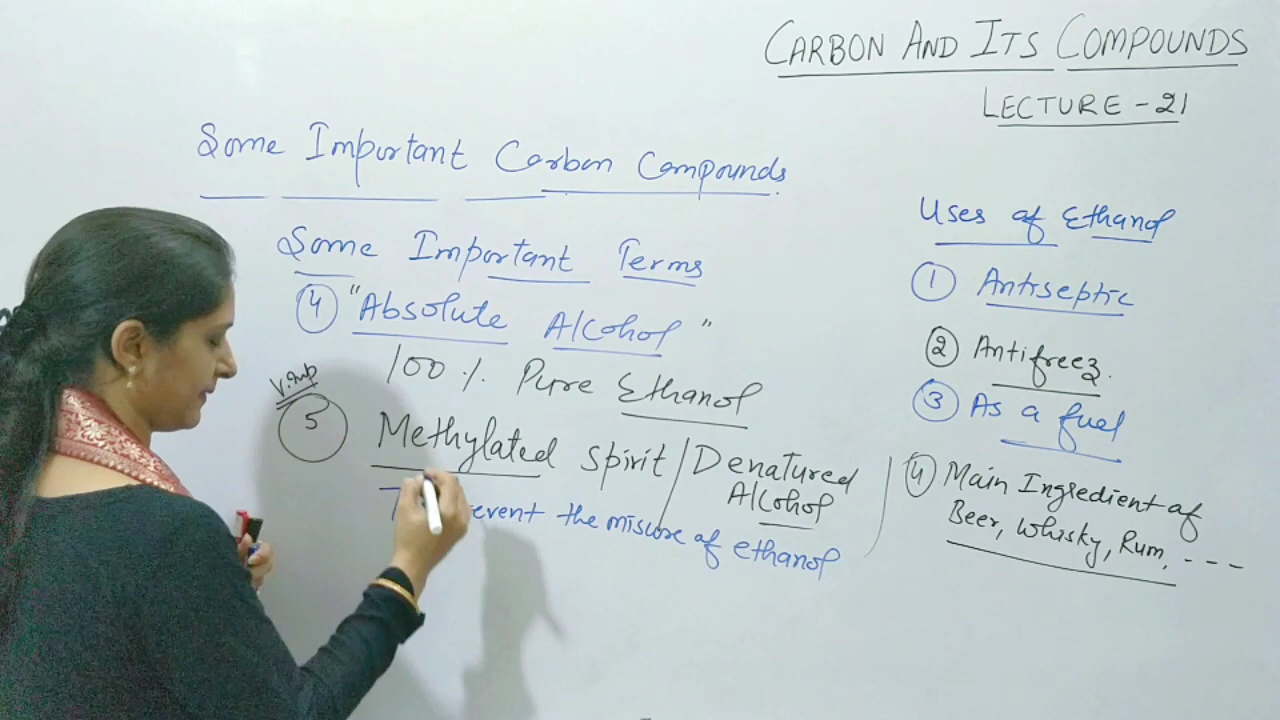 CARBON AND ITS COMPOUNDS
LECTURE - 21
Some Important Carbon Compounds
Some Important Terms
4 "Absolute Alcohol"
100 % Pure Ethanol
V. Imp
5 Methylated Spirit / Denatured
Alcohol
event the misuse of ethanol
Uses of Ethanol
1 Antiseptic
2 Antifreez.
3 As a fuel
4 Main Ingredient of
Beer, Whisky, Rum, ---